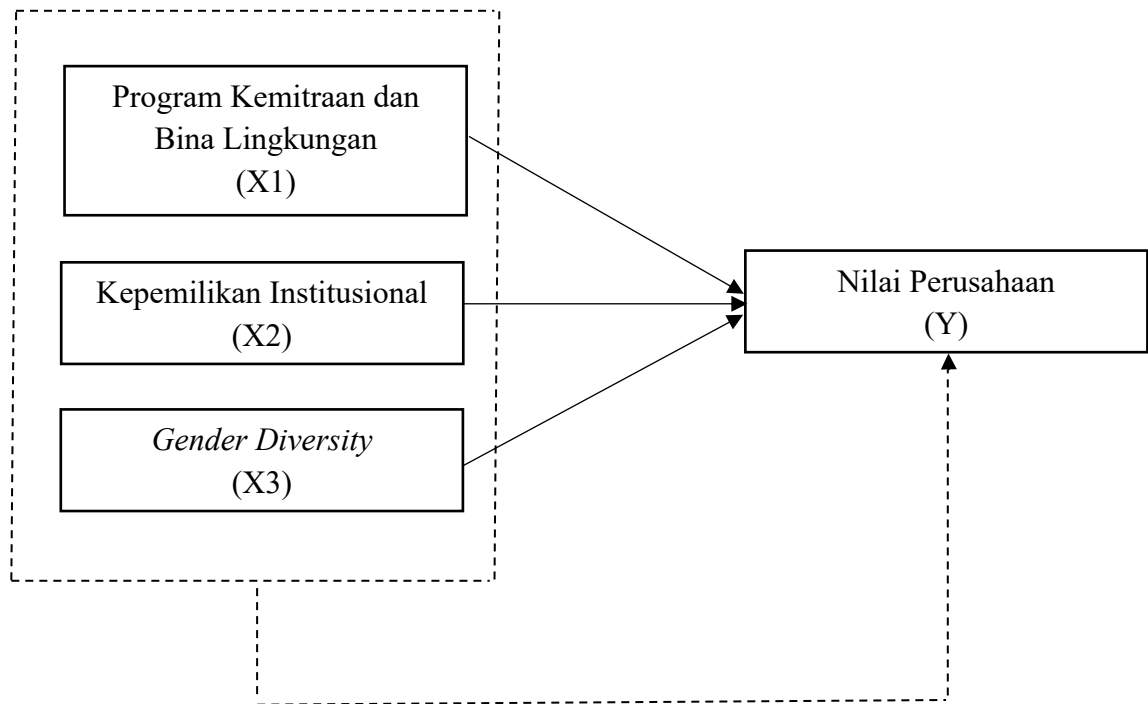 Program Kemitraan dan
Bina Lingkungan
(X1)
Kepemilikan Institusional
(X2)
Gender Diversity
(X3)
Nilai Perusahaan
(Y)